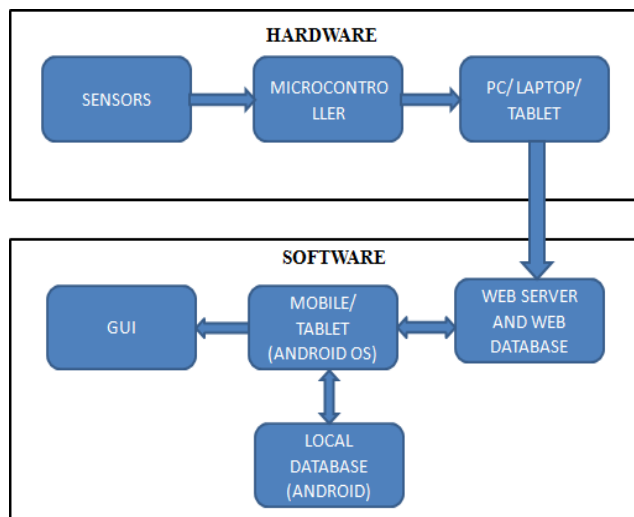 HARDWARE
SENSORS
MICROCONTRO
LLER
PC/ LAPTOP/
TABLET
SOFTWARE
GUI
MOBILE/
TABLET
(ANDROID OS)
WEB SERVER
AND WEB
DATABASE
LOCAL
DATABASE
(ANDROID)